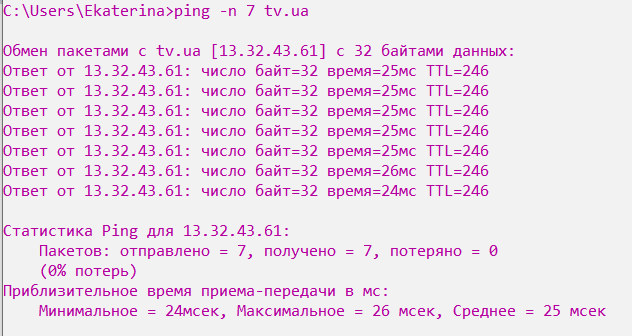 C:\Users\Ekaterina>ping -n 7 tv.ua
Обмен пакетами с tv.ua [13.32.43.61] с 32 байтами данных:
Ответ от 13.32.43.61: число байт=32 время=25мс TTL=246
Ответ от 13.32.43.61: число байт=32 время=25мс TTL=246
Ответ от 13.32.43.61: число байт=32 время=25мс TTL=246
Ответ от 13.32.43.61: число байт=32 время=25мс TTL=246
Ответ от 13.32.43.61: число байт=32 время=25мс TTL=246
Ответ от 13.32.43.61: число байт=32 время=26мс TTL=246
Ответ от 13.32.43.61: число байт=32 время=24мс TTL=246
Статистика Ping для 13.32.43.61:
Пакетов: отправлено = 7, получено = 7, потеряно = 0
(0% потерь)
Приблизительное время приема-передачи в мс:
Минимальное = 24мсек, Максимальное = 26 мсек, Среднее = 25 мсек